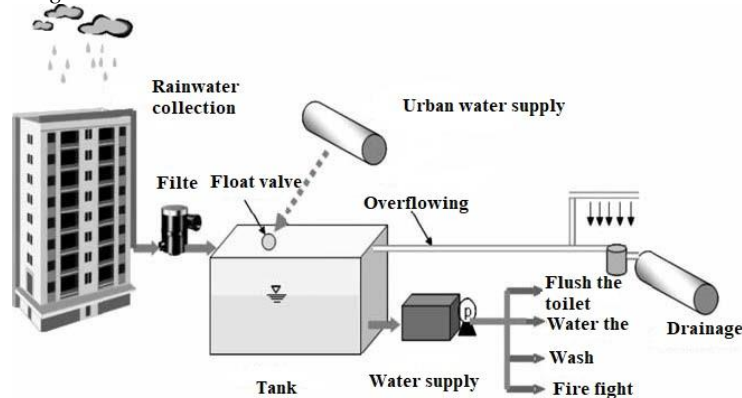 Rainwater
collection
Urban water supply
Filte
Float valve
Overflowing
p
Flush the
toilet
Water the
Drainage
Wash
Tank
Water supply
Fire fight